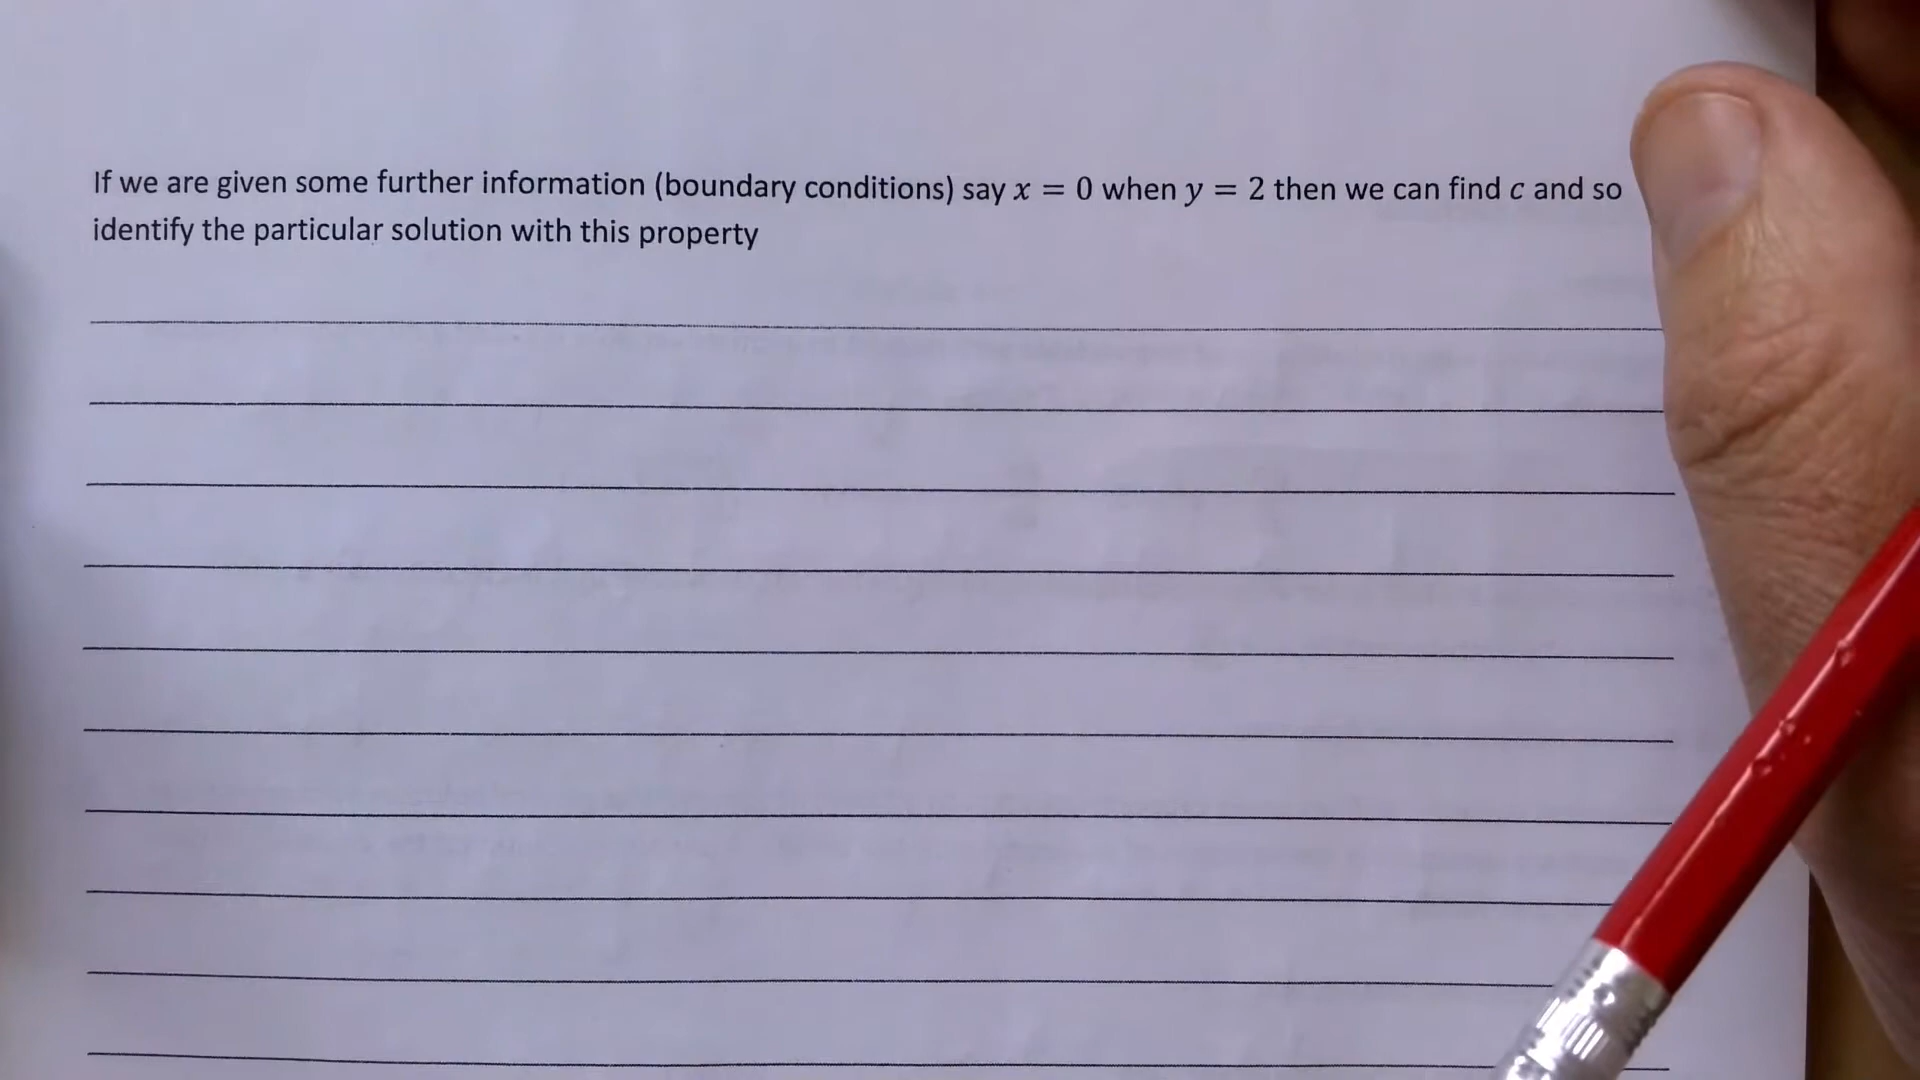 If we are given some further information (boundary conditions) say x = 0 when y = 2 then we can find c and so
identify the particular solution with this property